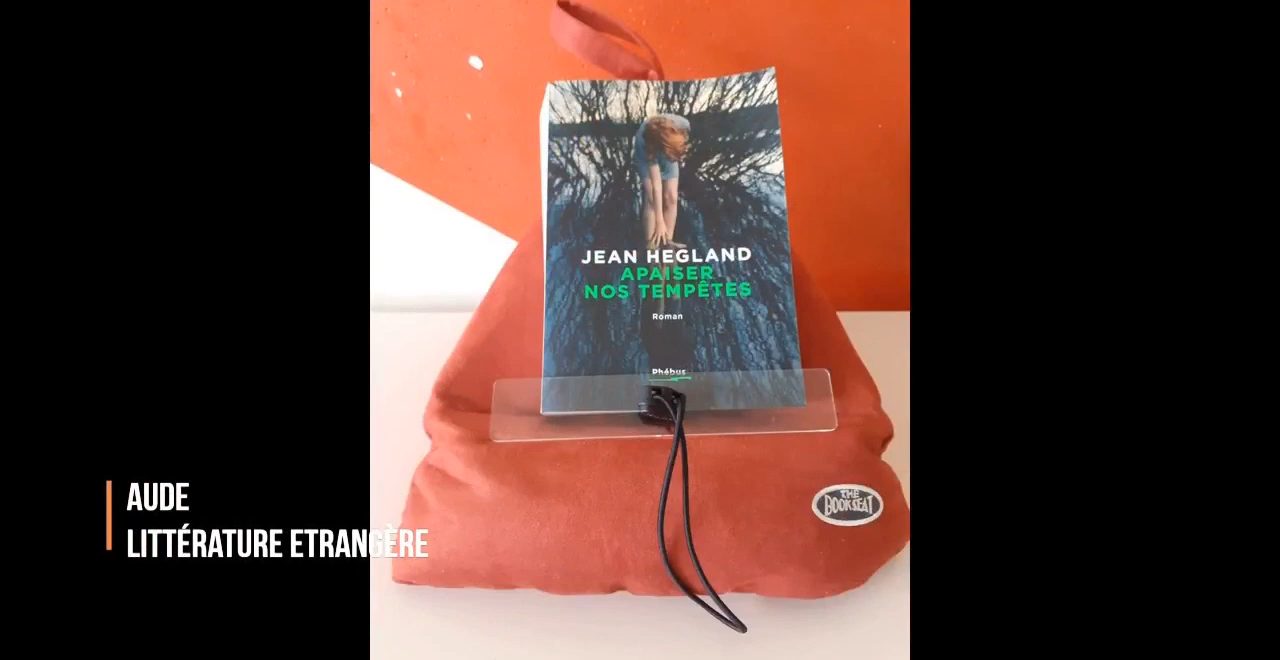 JEAN HEGLAND
APAISER
NOS TEMPÊTES
Roman
Phébus
THE
BOOKSEAT
AUDE
LITTÉRATURE ETRANGÈRE